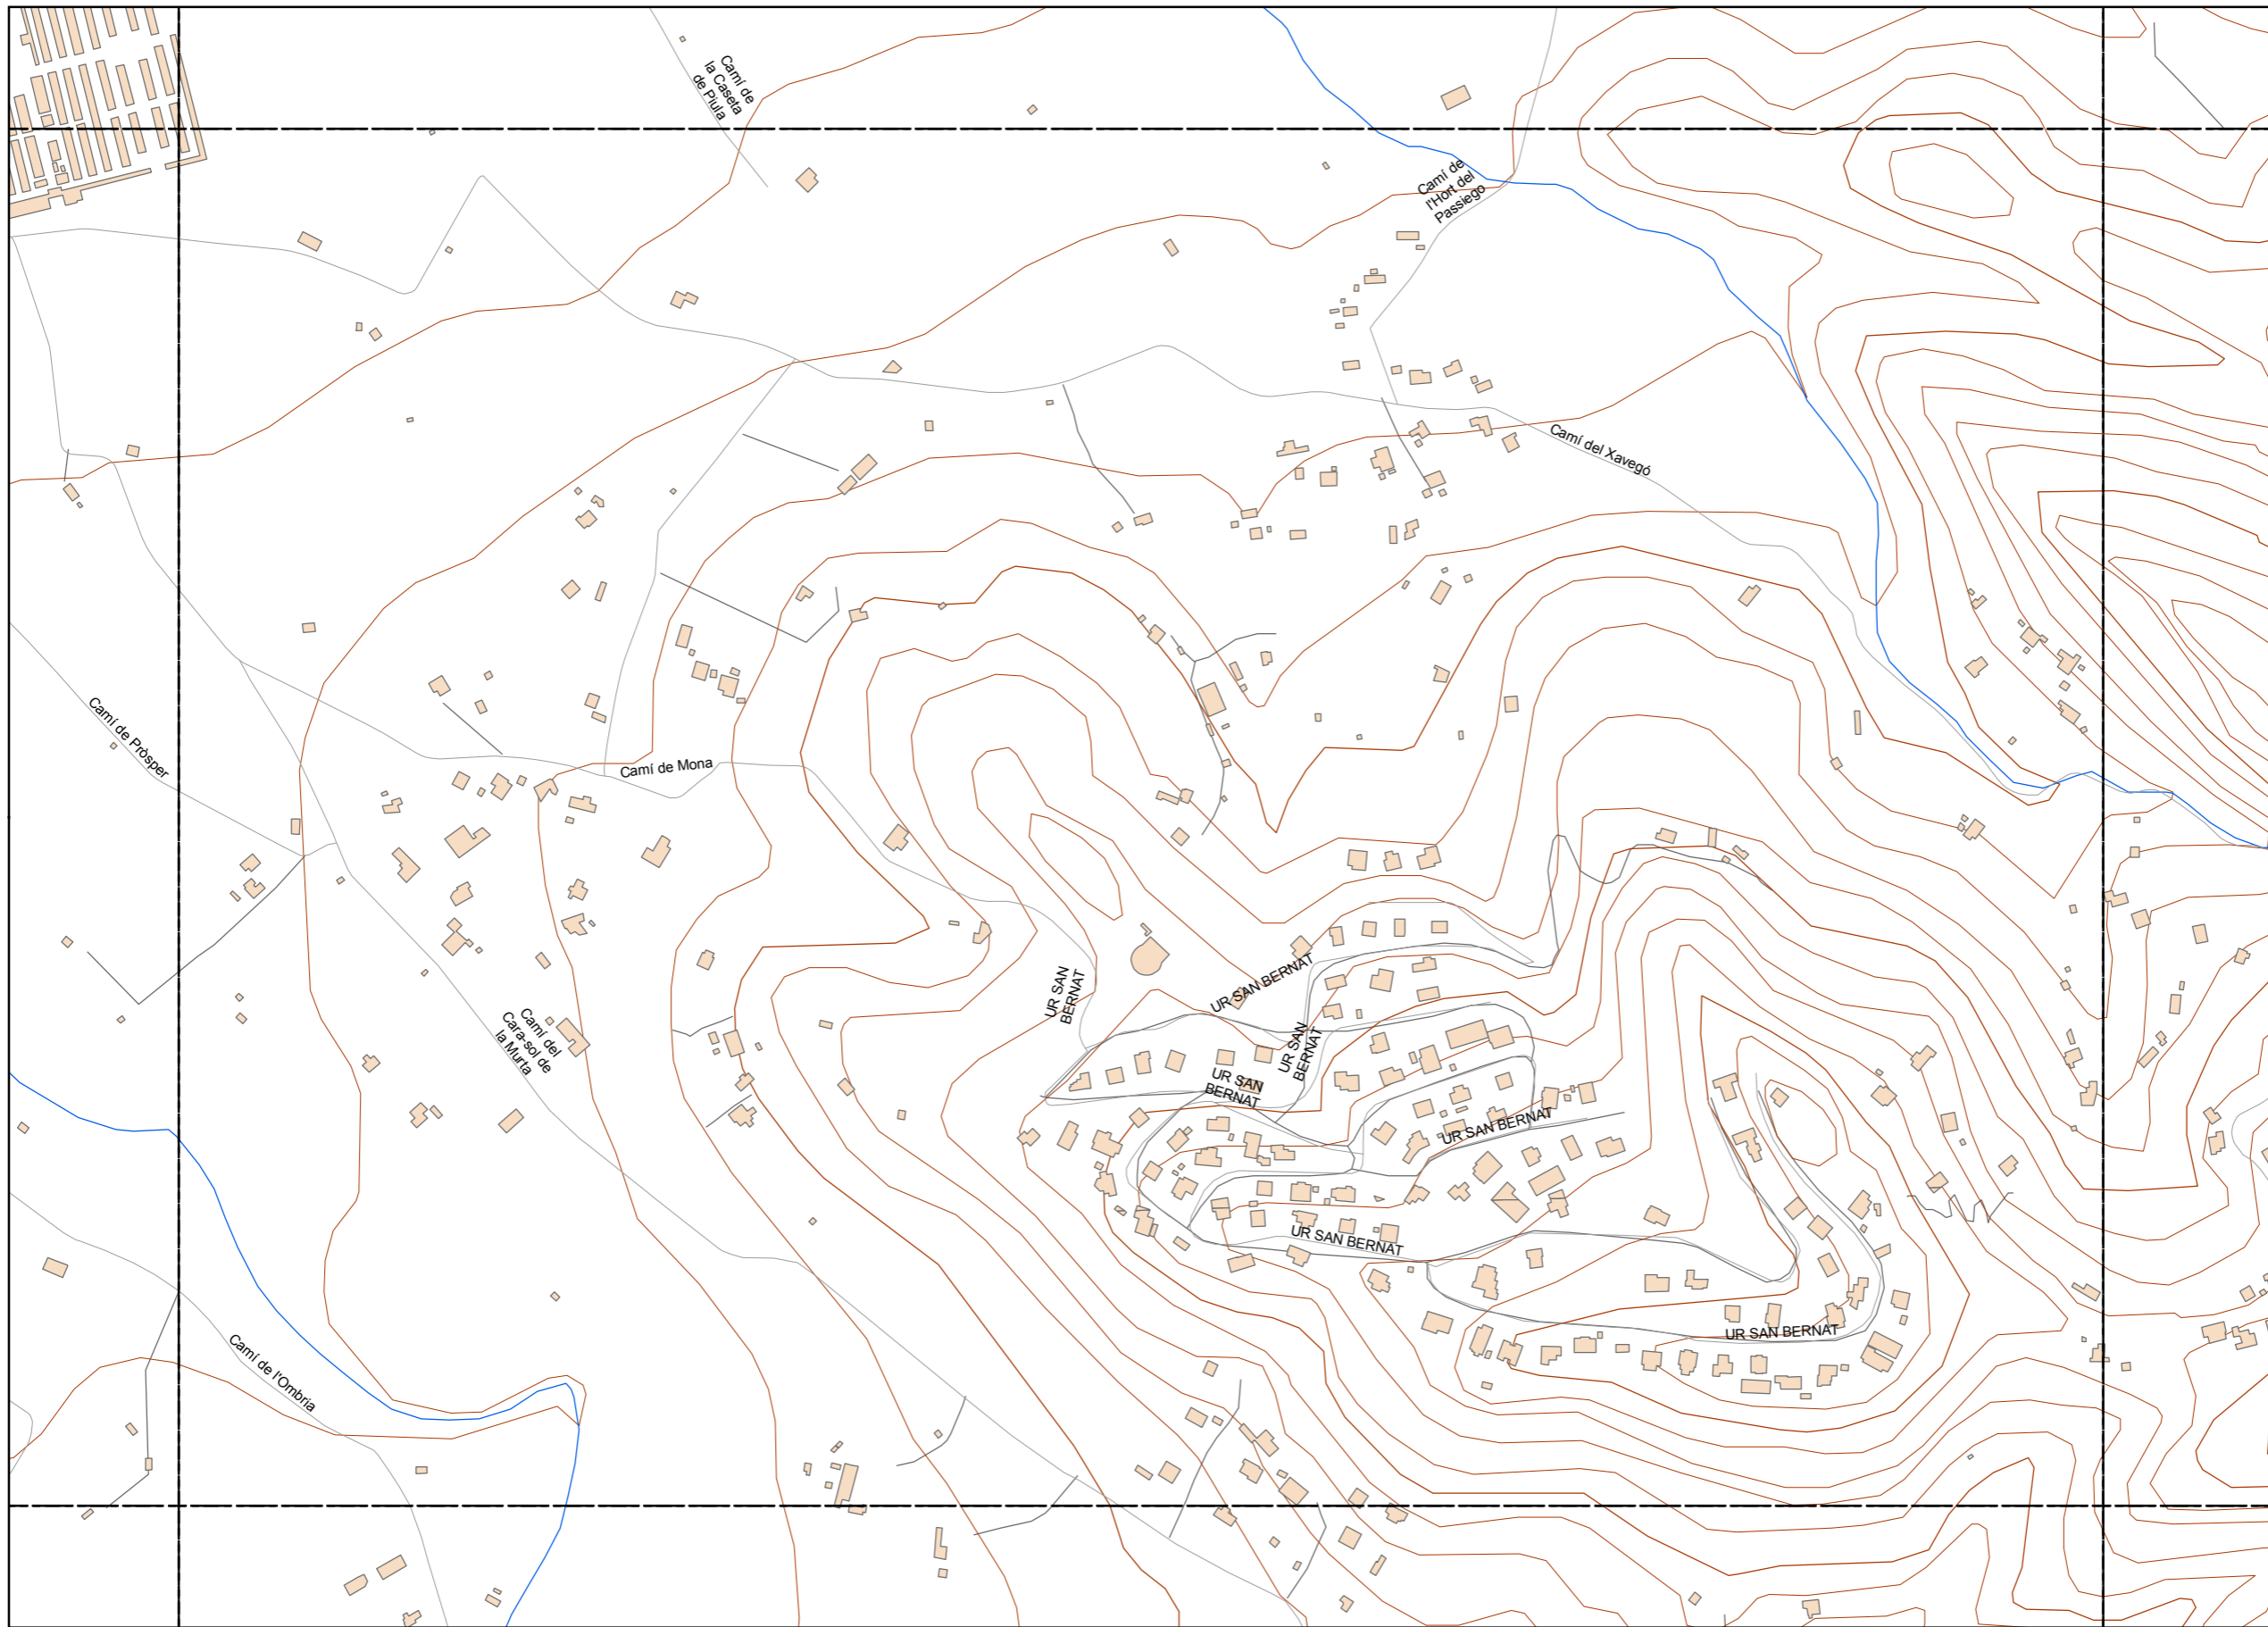 Camí de
la Caseta
de Piula
Camí de
l'Hort del
Passiego
Camí del Xavegó
Camí de Pròsper
Camí de Mona
UR SAN
BERNAT
UR SAN BERNAT
UR SAN
BERNAT
UR SAN
BERNAT
Camí del
Cara-sol de
la Murta
UR SAN BERNAT
UR SAN BERNAT
UR SAN BERNAT
Camí de l'Ombria